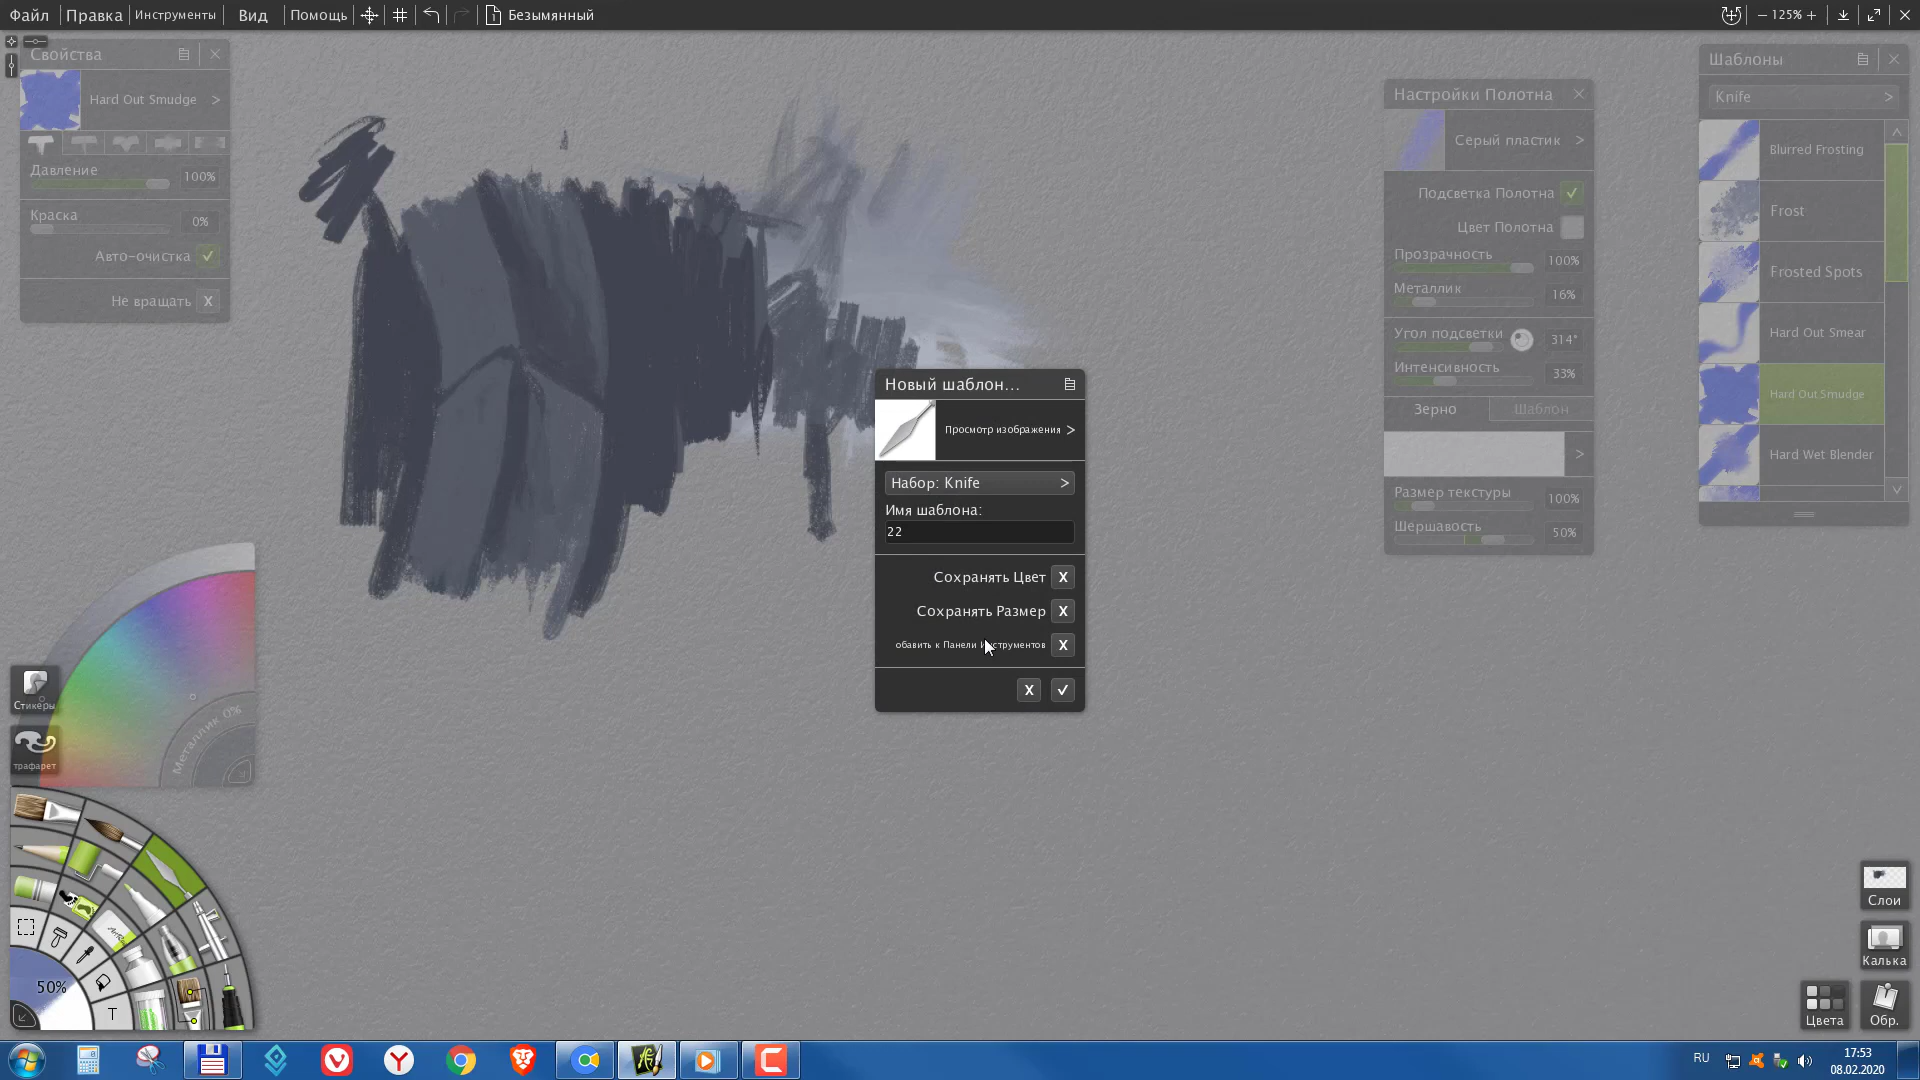 Файл Правка Инструменты Вид Помощь Безымянный — 125% +
Свойства
Hard Out Smudge >
Давление 100%
Краска 0%
Авто-очистка ✓
Не вращать X
Настройки Полотна
Серый пластик >
Подсветка Полотна ✓
Цвет Полотна
Прозрачность 100%
Металлик 16%
Угол подсветки 314°
Интенсивность 33%
Зерно Шаблон
Размер текстуры 100%
Шершавость 50%
Шаблоны
Knife >
Blurred Frosting
Frost
Frosted Spots
Hard Out Smear
Hard Out Smudge
Hard Wet Blender
Новый шаблон...
Просмотр изображения >
Набор: Knife >
Имя шаблона:
22
Сохранять Цвет X
Сохранять Размер X
обавить к Панели Инструментов X
X ✓
Стикеры
трафарет
Металлик 0%
50%
T
Слои
Калька
Цвета
Обр.
RU
17:53
08.02.2020